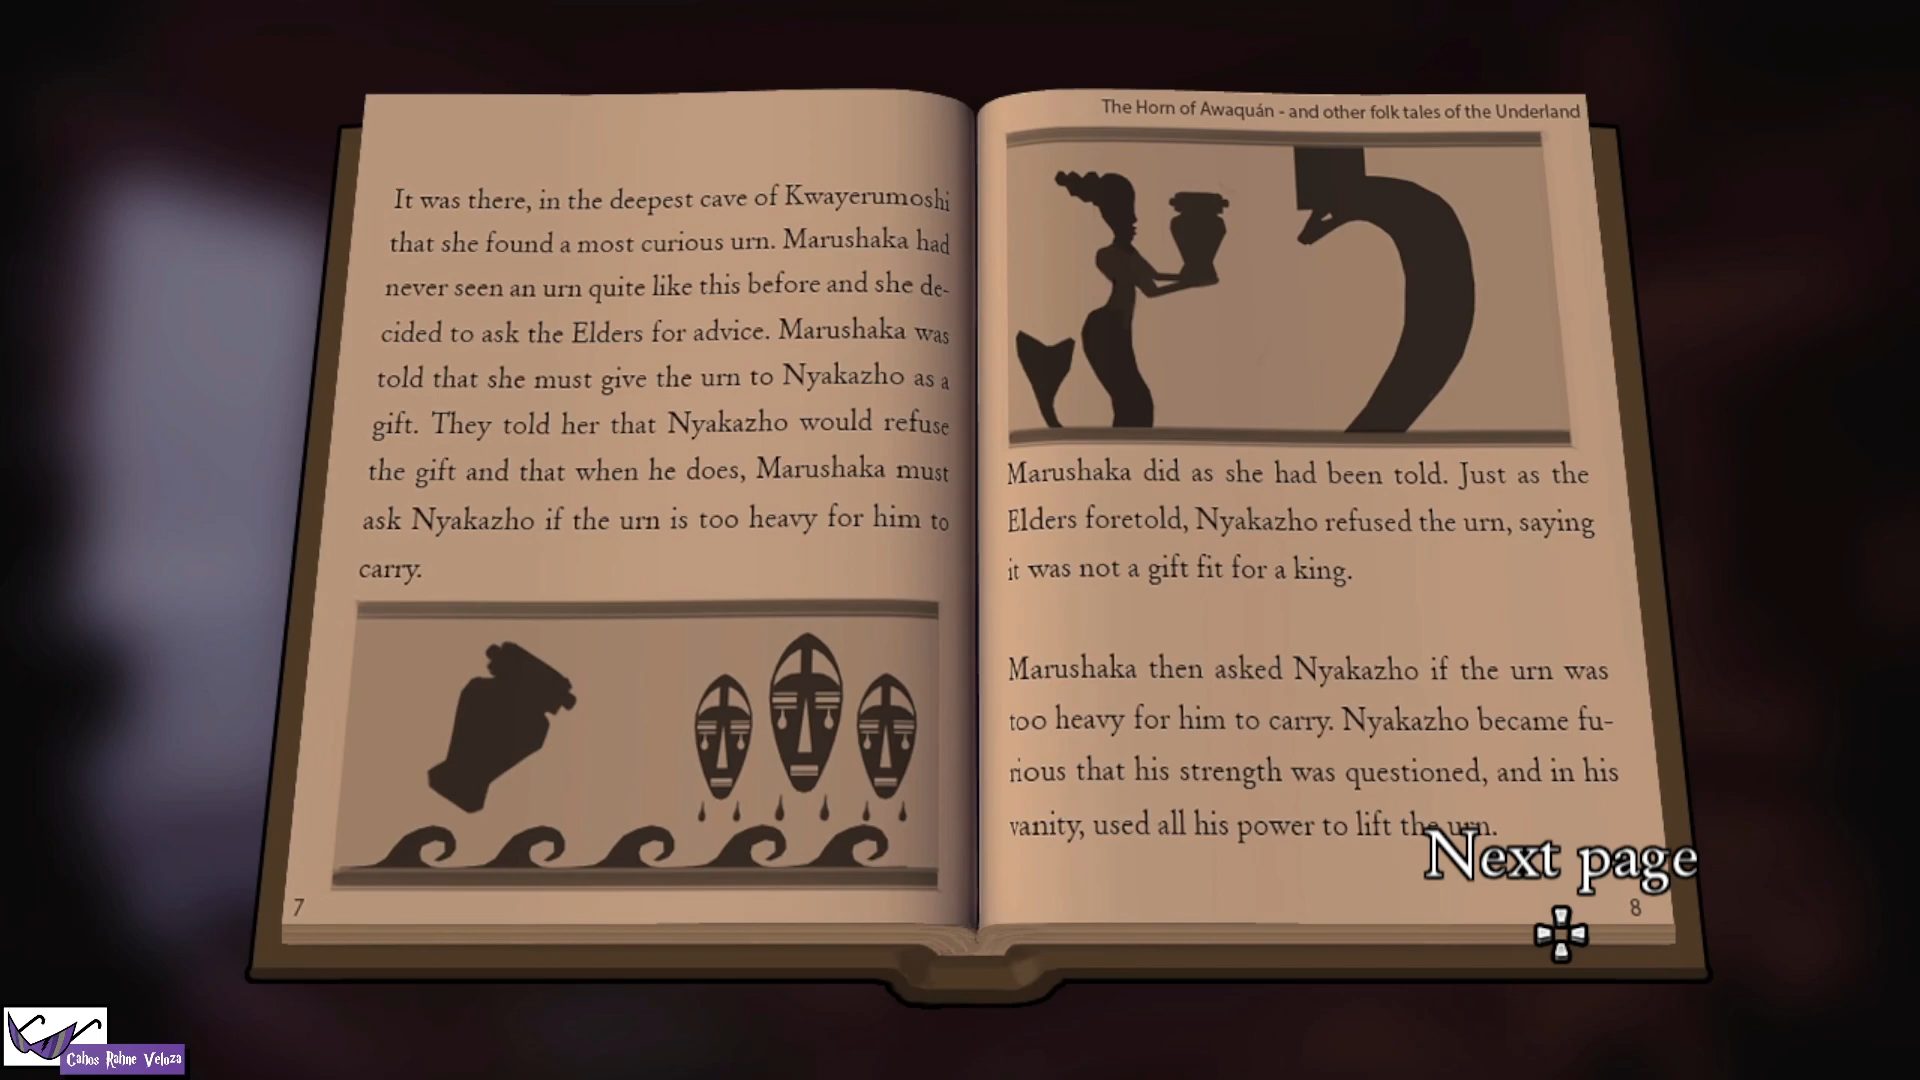 It was there, in the deepest cave of Kwayerumoshi
that she found a most curious urn. Marushaka had
never seen an urn quite like this before and she de-
cided to ask the Elders for advice. Marushaka was
told that she must give the urn to Nyakazho as a
gift. They told her that Nyakazho would refuse
the gift and that when he does, Marushaka must
ask Nyakazho if the urn is too heavy for him to
carry.
7
The Horn of Awaquán - and other folk tales of the Underland
Marushaka did as she had been told. Just as the
Elders foretold, Nyakazho refused the urn, saying
it was not a gift fit for a king.
Marushaka then asked Nyakazho if the urn was
too heavy for him to carry. Nyakazho became fu-
rious that his strength was questioned, and in his
vanity, used all his power to lift the urn.
Next page
8
Cahos Rahne Veloza